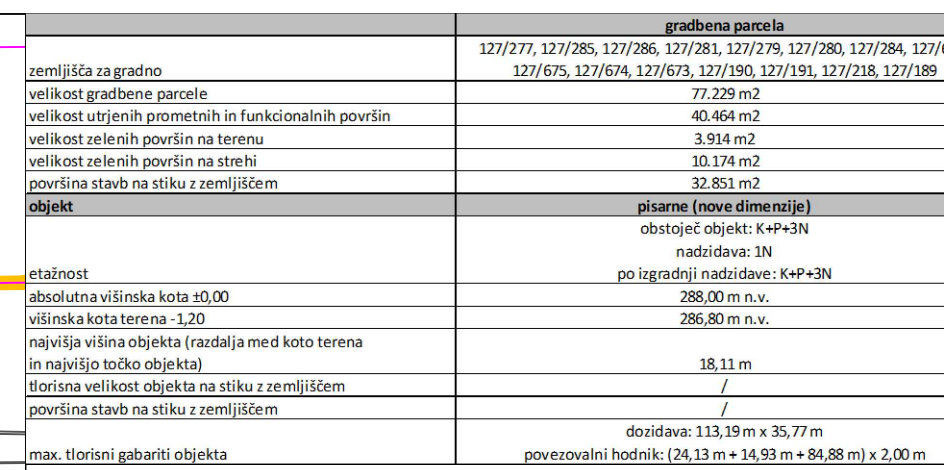 gradbena parcela
127/277, 127/285, 127/286, 127/281, 127/279, 127/280, 127/284,
zemljišča za gradno 127/675, 127/674, 127/673, 127/190, 127/191, 127/218, 127/189
velikost gradbene parcele 77.229 m2
velikost utrjenih prometnih in funkcionalnih površin 40.464 m2
velikost zelenih površin na terenu 3.914 m2
velikost zelenih površin na strehi 10.174 m2
površina stavb na stiku z zemljiščem 32.851 m2
objekt pisarne (nove dimenzije)
obstoječ objekt: K+P+3N
nadzidava: 1N
etažnost po izgradnji nadzidave: K+P+3N
absolutna višinska kota ±0,00 288,00 m n.v.
višinska kota terena -1,20 286,80 m n.v.
najvišja višina objekta (razdalja med koto terena
in najvišjo točko objekta) 18,11 m
tlorisna velikost objekta na stiku z zemljiščem /
površina stavb na stiku z zemljiščem /
dozidava: 113,19 m x 35,77 m
max. tlorisni gabariti objekta povezovalni hodnik: (24,13 m + 14,93 m + 84,88 m) x 2,00 m